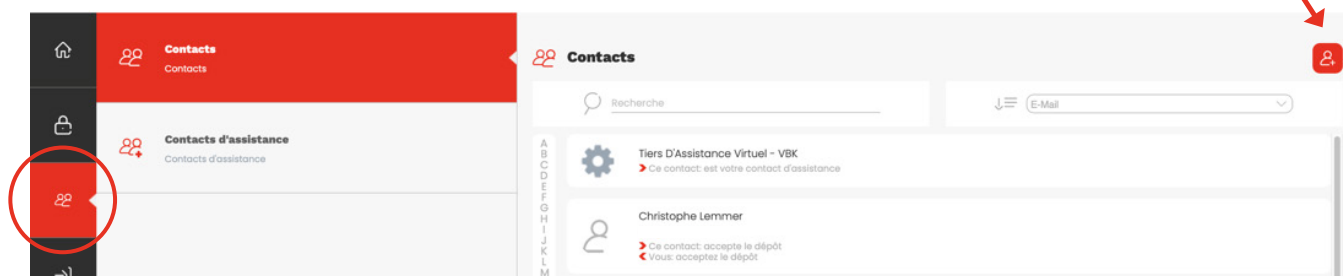 Contacts
Contacts
Contacts d'assistance
Contacts d'assistance
Contacts
Recherche
E-Mail
A
B
C
D
E
F
G
H
I
J
K
L
M
Tiers D'Assistance Virtuel - VBK
Ce contact: est votre contact d'assistance
Christophe Lemmer
Ce contact: accepte le dépôt
Vous: acceptez le dépôt